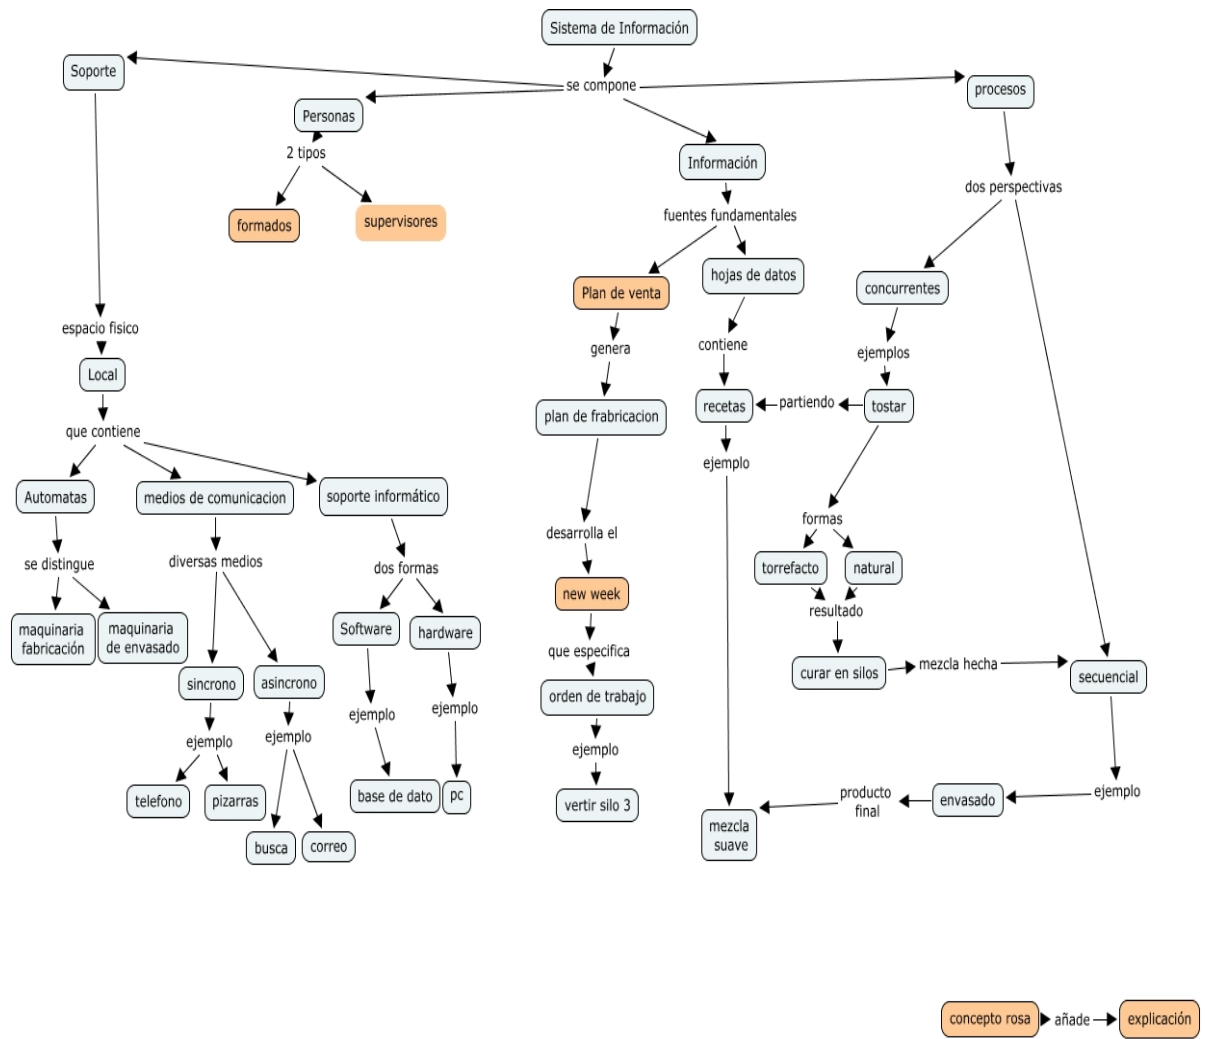 Sistema de Información
se compone
Soporte
Personas
procesos
2 tipos
Información
dos perspectivas
formados
supervisores
fuentes fundamentales
Plan de venta
hojas de datos
concurrentes
espacio fisico
genera
contiene
ejemplos
Local
plan de frabricacion
recetas
partiendo
tostar
que contiene
ejemplo
Automatas
medios de comunicacion
soporte informático
formas
desarrolla el
se distingue
diversas medios
dos formas
torrefacto
natural
new week
resultado
maquinaria
fabricación
maquinaria
de envasado
Software
hardware
que especifica
curar en silos
mezcla hecha
secuencial
sincrono
asincrono
orden de trabajo
ejemplo
ejemplo
ejemplo
ejemplo
ejemplo
telefono
pizarras
base de dato
pc
vertir silo 3
producto
final
envasado
ejemplo
mezcla
suave
busca
correo
concepto rosa
añade
explicación